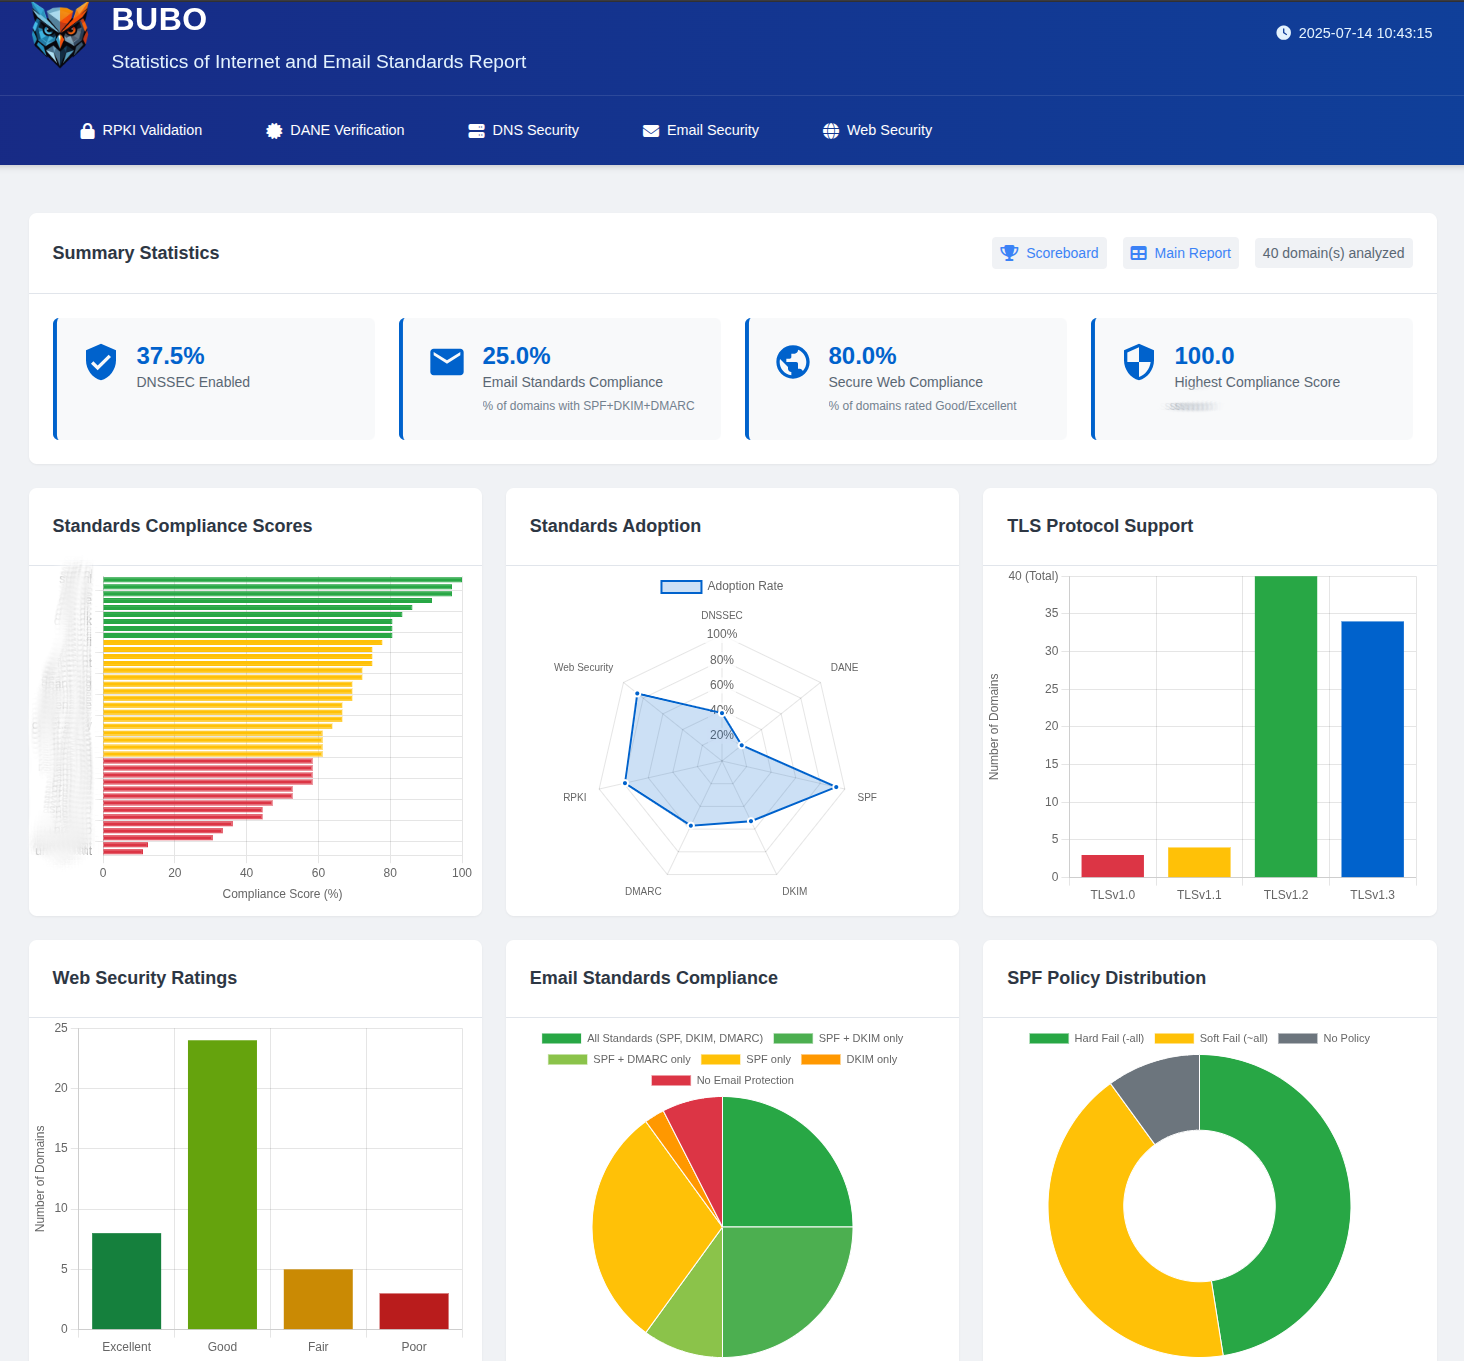 BUBO
Statistics of Internet and Email Standards Report
2025-07-14 10:43:15
RPKI Validation
DANE Verification
DNS Security
Email Security
Web Security
Summary Statistics
Scoreboard
Main Report
40 domain(s) analyzed
37.5%
DNSSEC Enabled
25.0%
Email Standards Compliance
% of domains with SPF+DKIM+DMARC
80.0%
Secure Web Compliance
% of domains rated Good/Excellent
100.0
Highest Compliance Score
Standards Compliance Scores
0 20 40 60 80 100
Compliance Score (%)
Standards Adoption
Adoption Rate
DNSSEC
100%
80%
60%
40%
20%
Web Security
DANE
RPKI
SPF
DMARC
DKIM
TLS Protocol Support
40 (Total)
35
30
25
20
15
10
5
0
Number of Domains
TLSv1.0 TLSv1.1 TLSv1.2 TLSv1.3
Web Security Ratings
25
20
15
10
5
0
Number of Domains
Excellent Good Fair Poor
Email Standards Compliance
All Standards (SPF, DKIM, DMARC) SPF + DKIM only
SPF + DMARC only SPF only DKIM only
No Email Protection
SPF Policy Distribution
Hard Fail (-all) Soft Fail (~all) No Policy